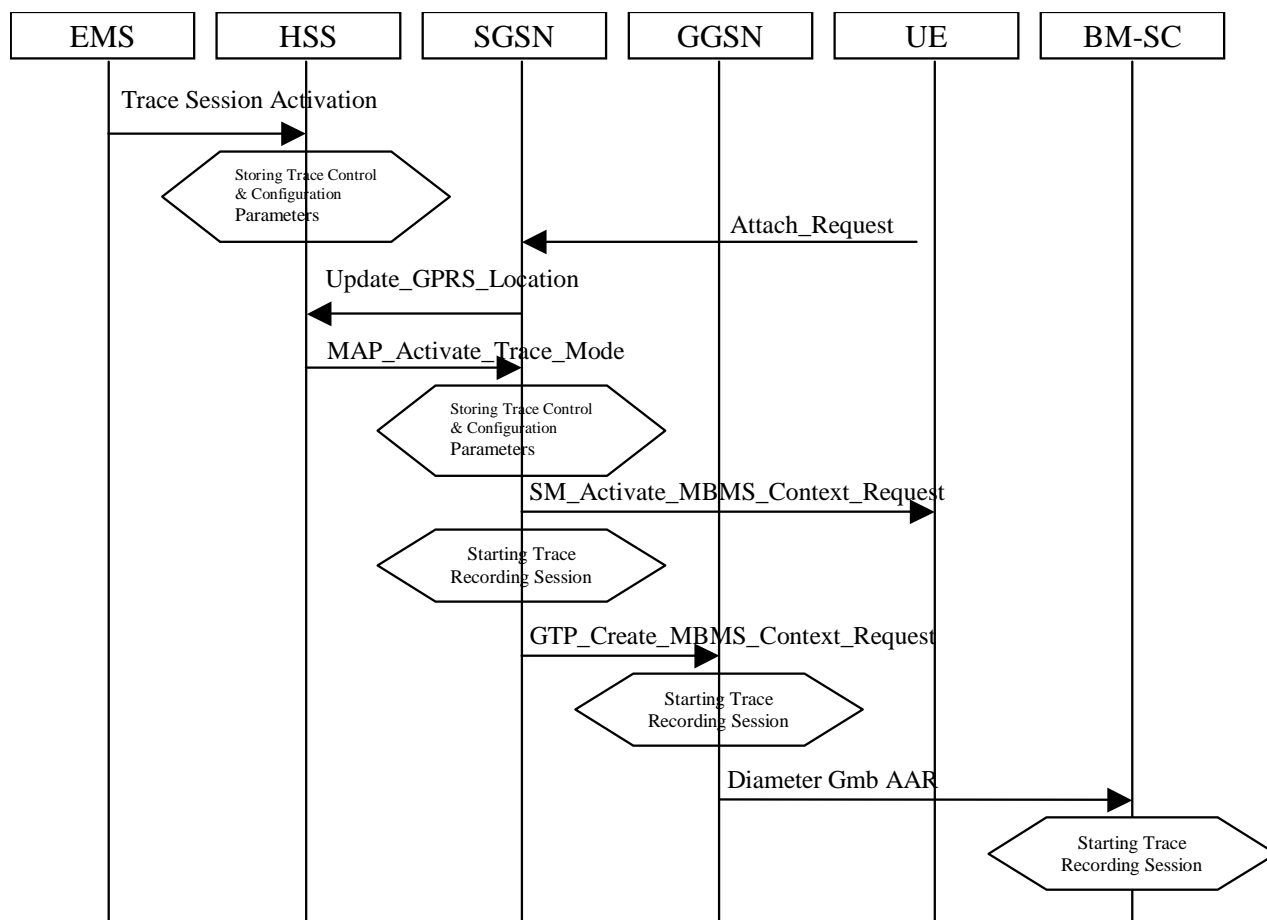 EMS
HSS
SGSN
GGSN
UE
BM-SC
Trace Session Activation
Storing Trace Control
& Configuration
Parameters
Attach_Request
Update_GPRS_Location
MAP_Activate_Trace_Mode
Storing Trace Control
& Configuration
Parameters
SM_Activate_MBMS_Context_Request
Starting Trace
Recording Session
GTP_Create_MBMS_Context_Request
Starting Trace
Recording Session
Diameter Gmb AAR
Starting Trace
Recording Session